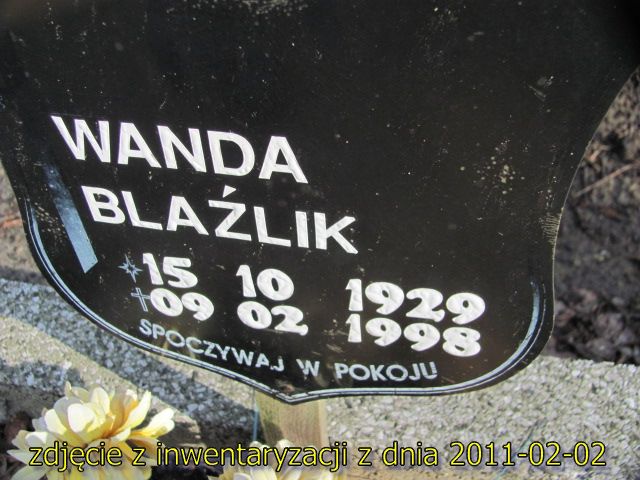 WANDA
BLAŹLIK
15 10 1929
09 02 1998
SPOCZYWAJ W POKOJU
zdjęcie z inwentaryzacji z dnia 2011-02-02